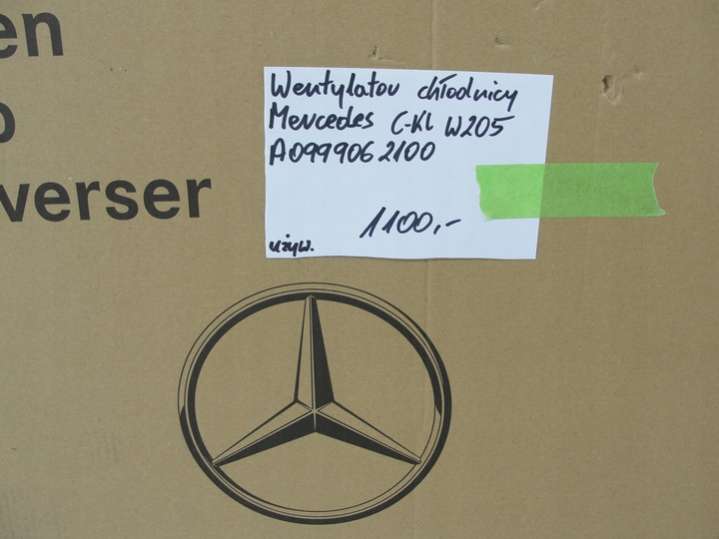 en
o
verser
Wentylator chłodnicy
Mercedes C-Kl W205
A0999062100
1100,-
używ.